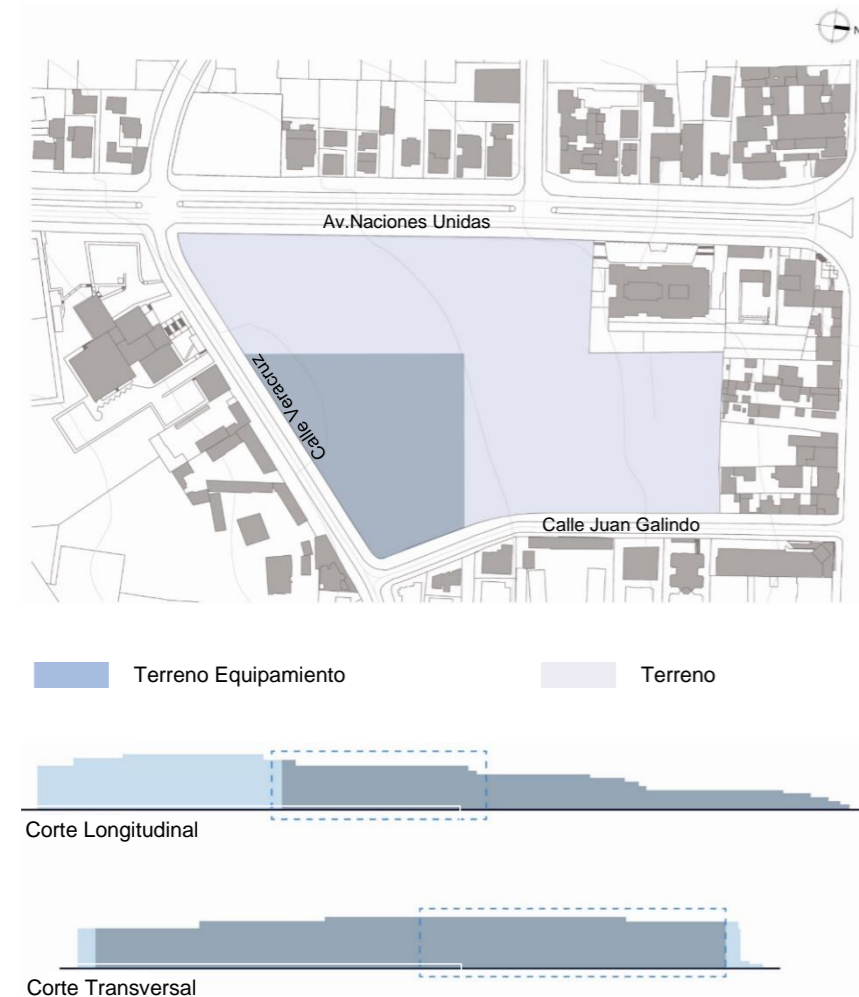 N
Av.Naciones Unidas
Calle Veracruz
Calle Juan Galindo
Terreno Equipamiento
Terreno
Corte Longitudinal
Corte Transversal